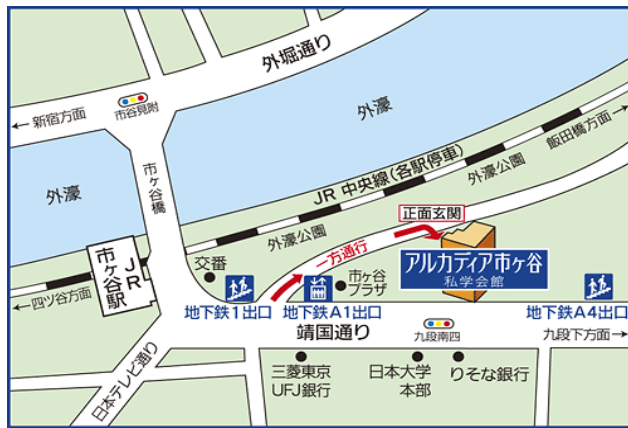 外堀通り
市谷見附
←新宿方面
外濠
飯田橋方面→
市ヶ谷橋
JR 中央線(各駅停車)
外濠公園
外濠
正面玄関
外濠公園
一方通行
アルカディア市ヶ谷
私学会館
JR
市ヶ谷駅
交番
市ヶ谷
プラザ
←四ツ谷方面
地下鉄1出口
地下鉄A1出口
地下鉄A4出口
靖国通り
九段南四
九段下方面→
日本テレビ通り
三菱東京
UFJ銀行
日本大学
本部
りそな銀行